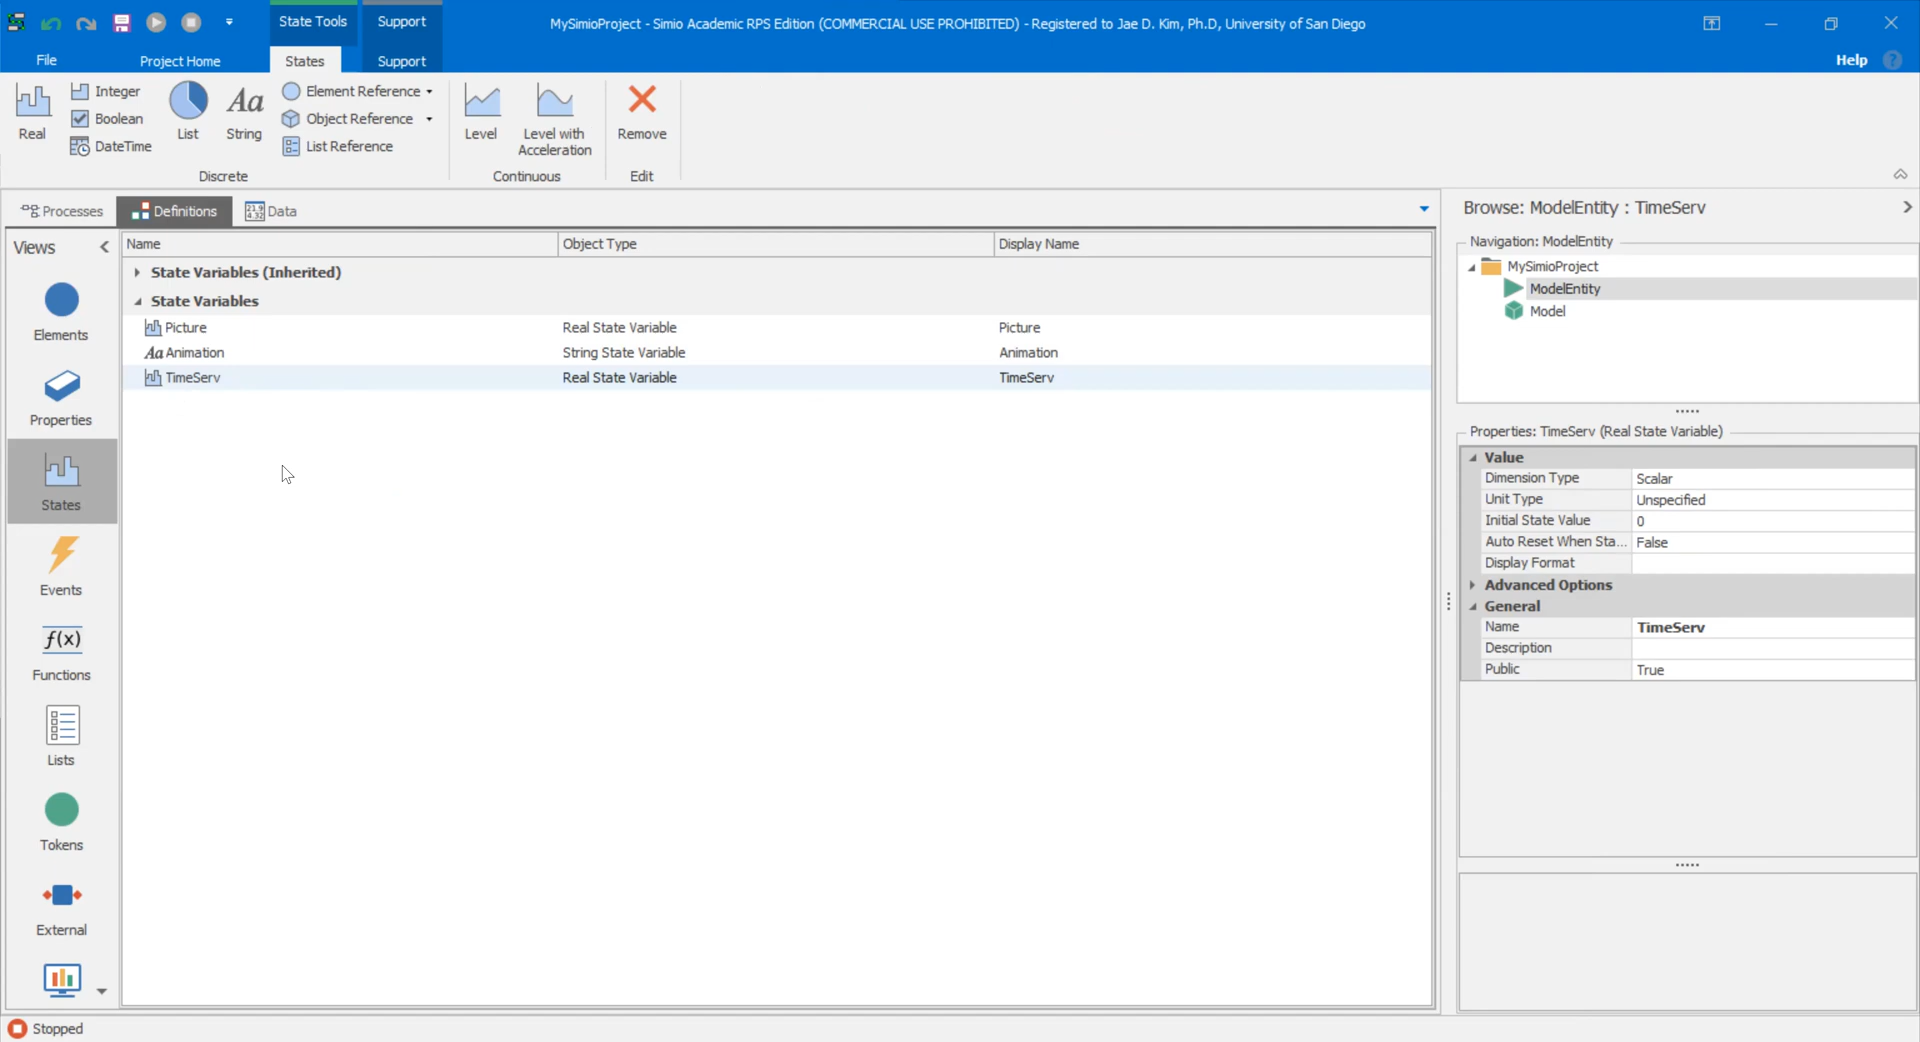 State Tools
Support
MySimioProject - Simio Academic RPS Edition (COMMERCIAL USE PROHIBITED) - Registered to Jae D. Kim, Ph.D, University of San Diego
File
Project Home
States
Support
Help
?
Real
Integer
Boolean
DateTime
List
Aa
String
Element Reference
Object Reference
List Reference
Discrete
Level
Level with
Acceleration
Continuous
Remove
Edit
Processes
Definitions
Data
Views
Elements
Properties
States
Events
f(x)
Functions
Lists
Tokens
External
Name
Object Type
Display Name
State Variables (Inherited)
State Variables
Picture
Real State Variable
Picture
Aa Animation
String State Variable
Animation
TimeServ
Real State Variable
TimeServ
Browse: ModelEntity : TimeServ
Navigation: ModelEntity
MySimioProject
ModelEntity
Model
Properties: TimeServ (Real State Variable)
Value
Dimension Type Scalar
Unit Type Unspecified
Initial State Value 0
Auto Reset When Sta... False
Display Format
Advanced Options
General
Name TimeServ
Description
Public True
Stopped